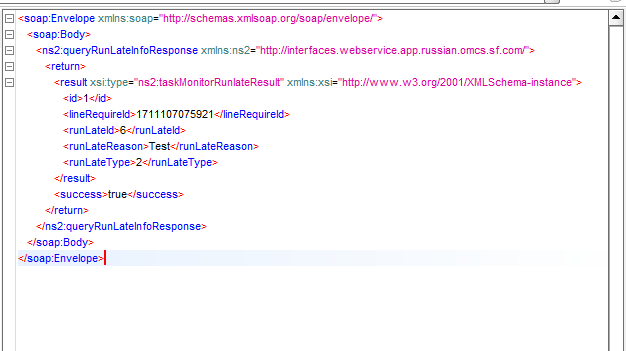 <soap:Envelope xmlns:soap="http://schemas.xmlsoap.org/soap/envelope/">
<soap:Body>
<ns2:queryRunLateInfoResponse xmlns:ns2="http://interfaces.webservice.app.russian.omcs.sf.com/">
<return>
<result xsi:type="ns2:taskMonitorRunlateResult" xmlns:xsi="http://www.w3.org/2001/XMLSchema-instance">
<id>1</id>
<lineRequireId>1711107075921</lineRequireId>
<runLateId>6</runLateId>
<runLateReason>Test</runLateReason>
<runLateType>2</runLateType>
</result>
<success>true</success>
</return>
</ns2:queryRunLateInfoResponse>
</soap:Body>
</soap:Envelope>